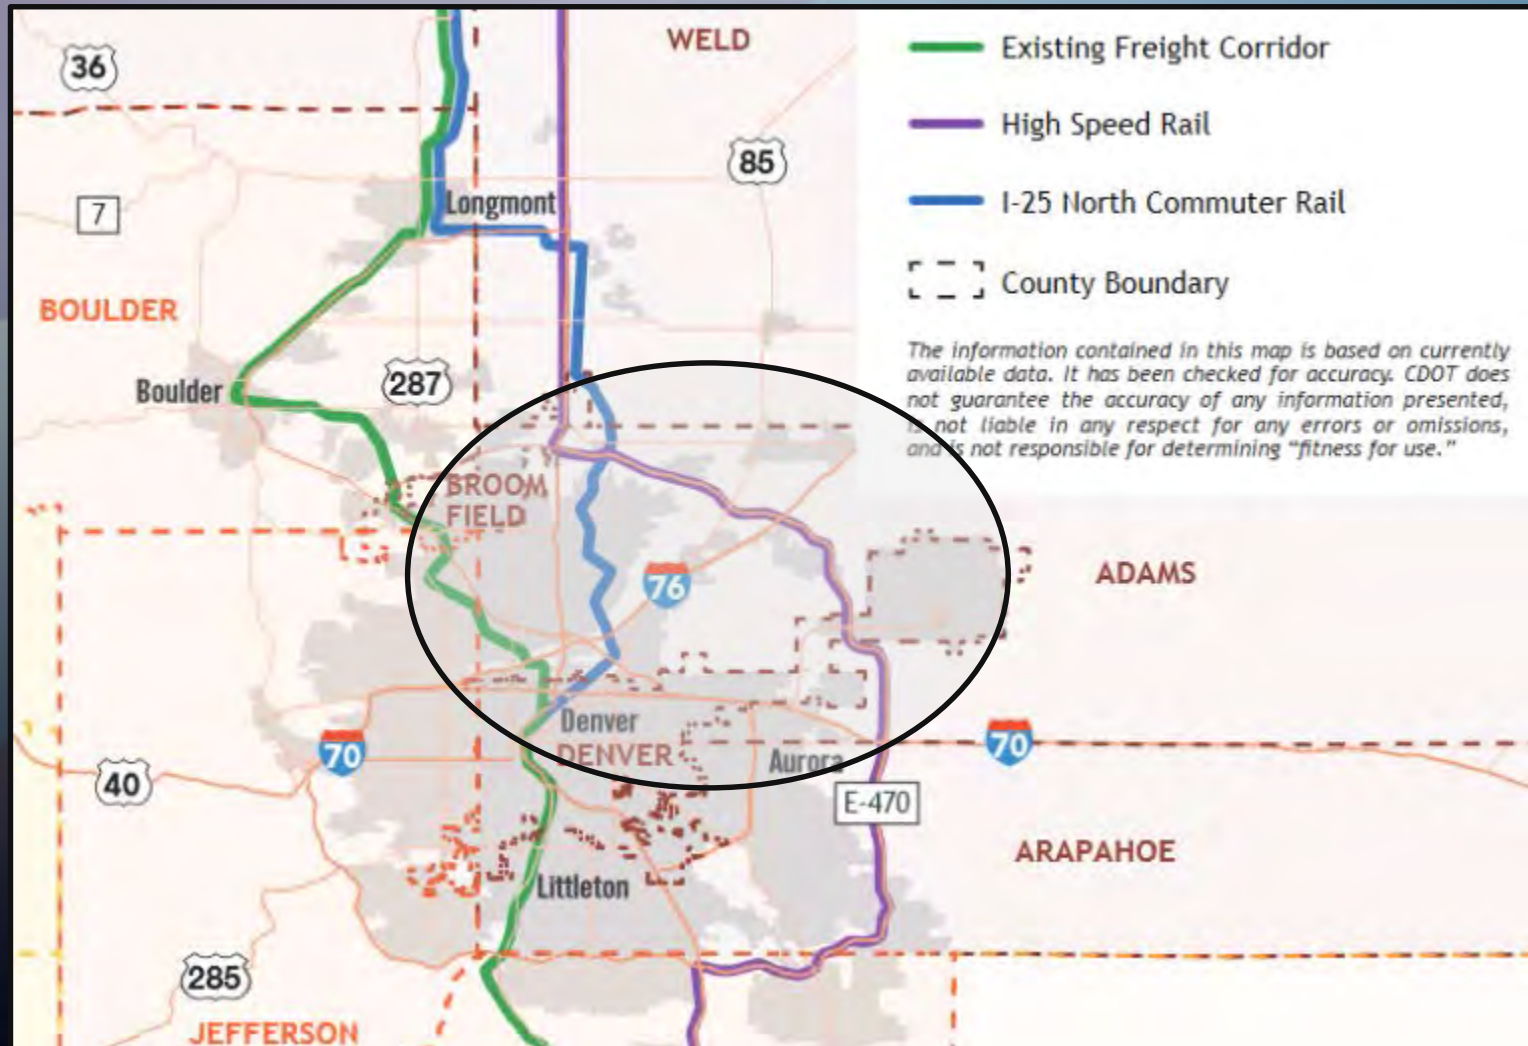 WELD
36
85
Longmont
7
BOULDER
Boulder
287
BROOM
FIELD
76
ADAMS
Denver
DENVER
70
70
Aurora
40
E-470
ARAPAHOE
Littleton
285
JEFFERSON
Existing Freight Corridor
High Speed Rail
I-25 North Commuter Rail
County Boundary
The information contained in this map is based on currently
available data. It has been checked for accuracy. CDOT does
not guarantee the accuracy of any information presented,
is not liable in any respect for any errors or omissions,
and is not responsible for determining “fitness for use.”